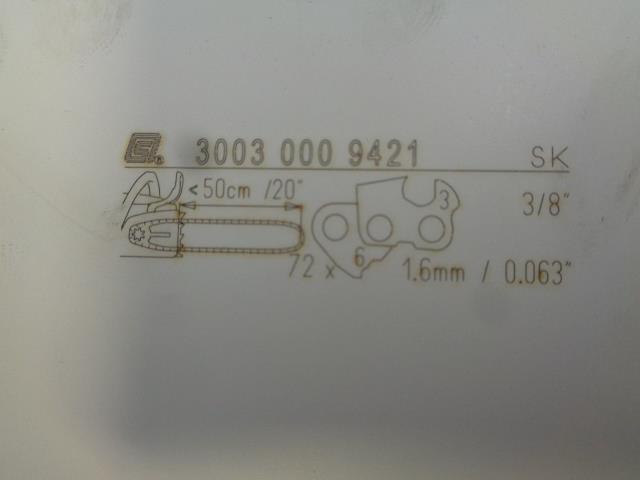 ® 3003 000 9421 SK
<50cm /20" 3 3/8"
72 x 6 1.6mm / 0.063"